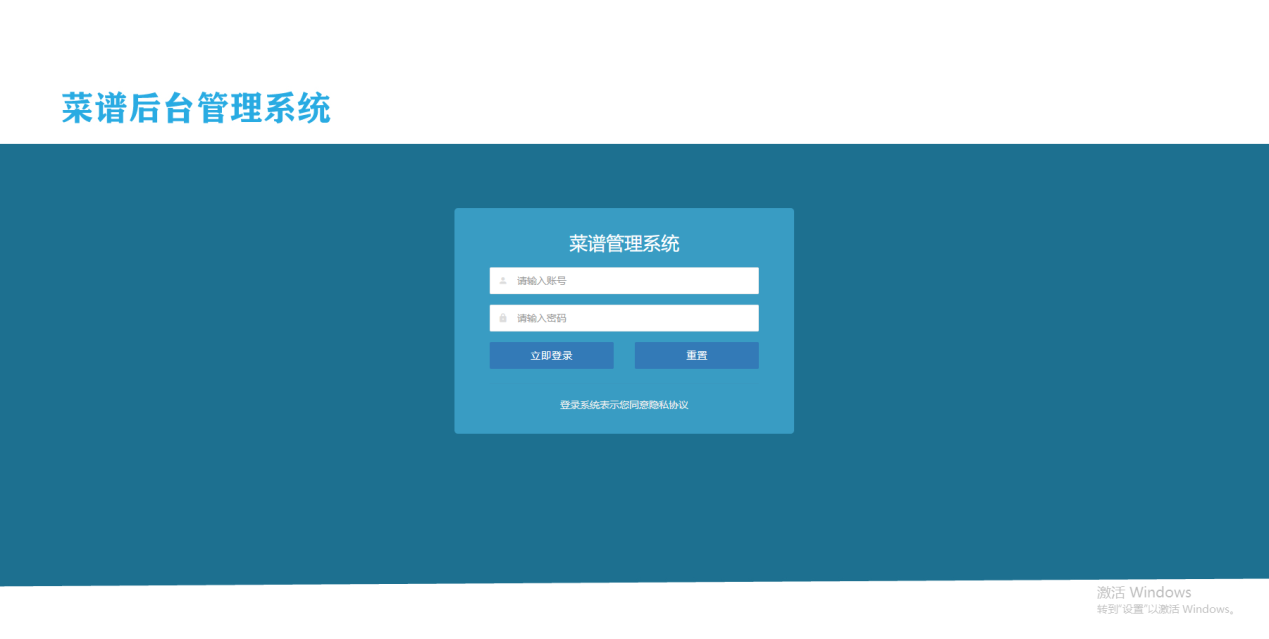 菜谱后台管理系统
菜谱管理系统
请输入账号
请输入密码
立即登录 重置
登录系统表示您同意隐私协议
激活 Windows
转到"设置"以激活 Windows。